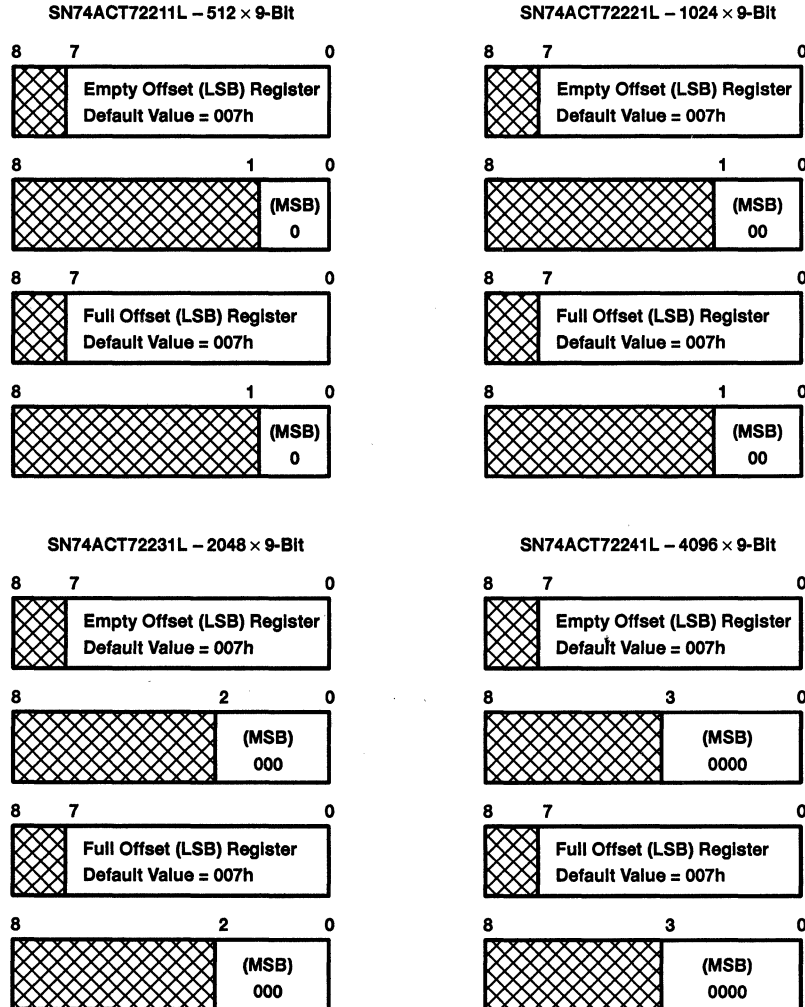 SN74ACT72211L – 512 × 9-Bit
8 7 0
Empty Offset (LSB) Register
Default Value = 007h
8 1 0
(MSB)
0
8 7 0
Full Offset (LSB) Register
Default Value = 007h
8 1 0
(MSB)
0
SN74ACT72221L – 1024 × 9-Bit
8 7 0
Empty Offset (LSB) Register
Default Value = 007h
8 1 0
(MSB)
00
8 7 0
Full Offset (LSB) Register
Default Value = 007h
8 1 0
(MSB)
00
SN74ACT72231L – 2048 × 9-Bit
8 7 0
Empty Offset (LSB) Register
Default Value = 007h
8 2 0
(MSB)
000
8 7 0
Full Offset (LSB) Register
Default Value = 007h
8 2 0
(MSB)
000
SN74ACT72241L – 4096 × 9-Bit
8 7 0
Empty Offset (LSB) Register
Default Value = 007h
8 3 0
(MSB)
0000
8 7 0
Full Offset (LSB) Register
Default Value = 007h
8 3 0
(MSB)
0000